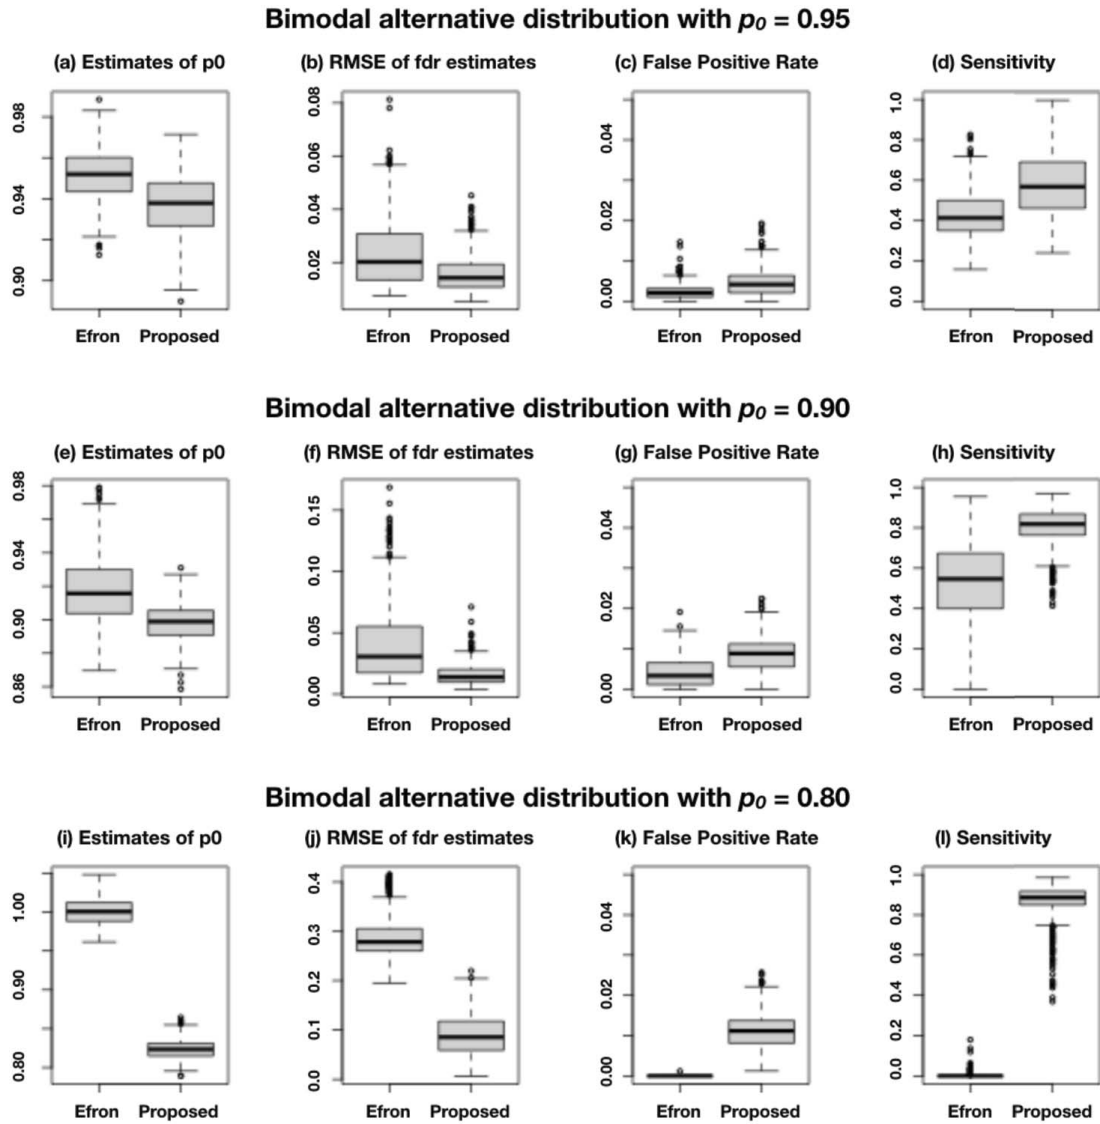 Bimodal alternative distribution with p₀ = 0.95
(a) Estimates of p0 (b) RMSE of fdr estimates (c) False Positive Rate (d) Sensitivity
0.98
0.94
0.90
Efron Proposed
0.08
0.06
0.04
0.02
Efron Proposed
0.04
0.02
0.00
Efron Proposed
1.0
0.8
0.6
0.4
0.2
0.0
Efron Proposed
Bimodal alternative distribution with p₀ = 0.90
(e) Estimates of p0 (f) RMSE of fdr estimates (g) False Positive Rate (h) Sensitivity
0.98
0.94
0.90
0.86
Efron Proposed
0.15
0.10
0.05
0.00
Efron Proposed
0.04
0.02
0.00
Efron Proposed
1.0
0.8
0.6
0.4
0.2
0.0
Efron Proposed
Bimodal alternative distribution with p₀ = 0.80
(i) Estimates of p0 (j) RMSE of fdr estimates (k) False Positive Rate (l) Sensitivity
1.00
0.90
0.80
Efron Proposed
0.4
0.3
0.2
0.1
0.0
Efron Proposed
0.04
0.02
0.00
Efron Proposed
1.0
0.8
0.6
0.4
0.2
0.0
Efron Proposed